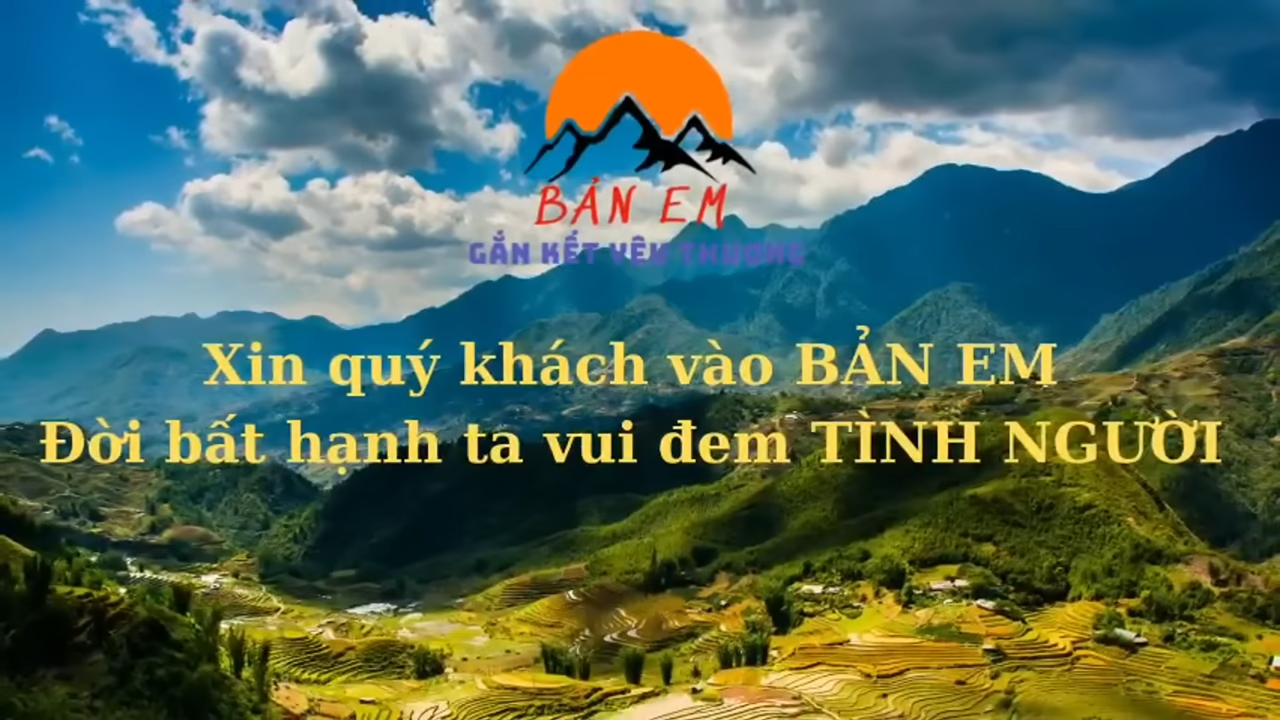 BẢN EM
GẮN KẾT YÊU THƯƠNG
Xin quý khách vào BẢN EM
Đời bất hạnh ta vui đem TÌNH NGƯỜI